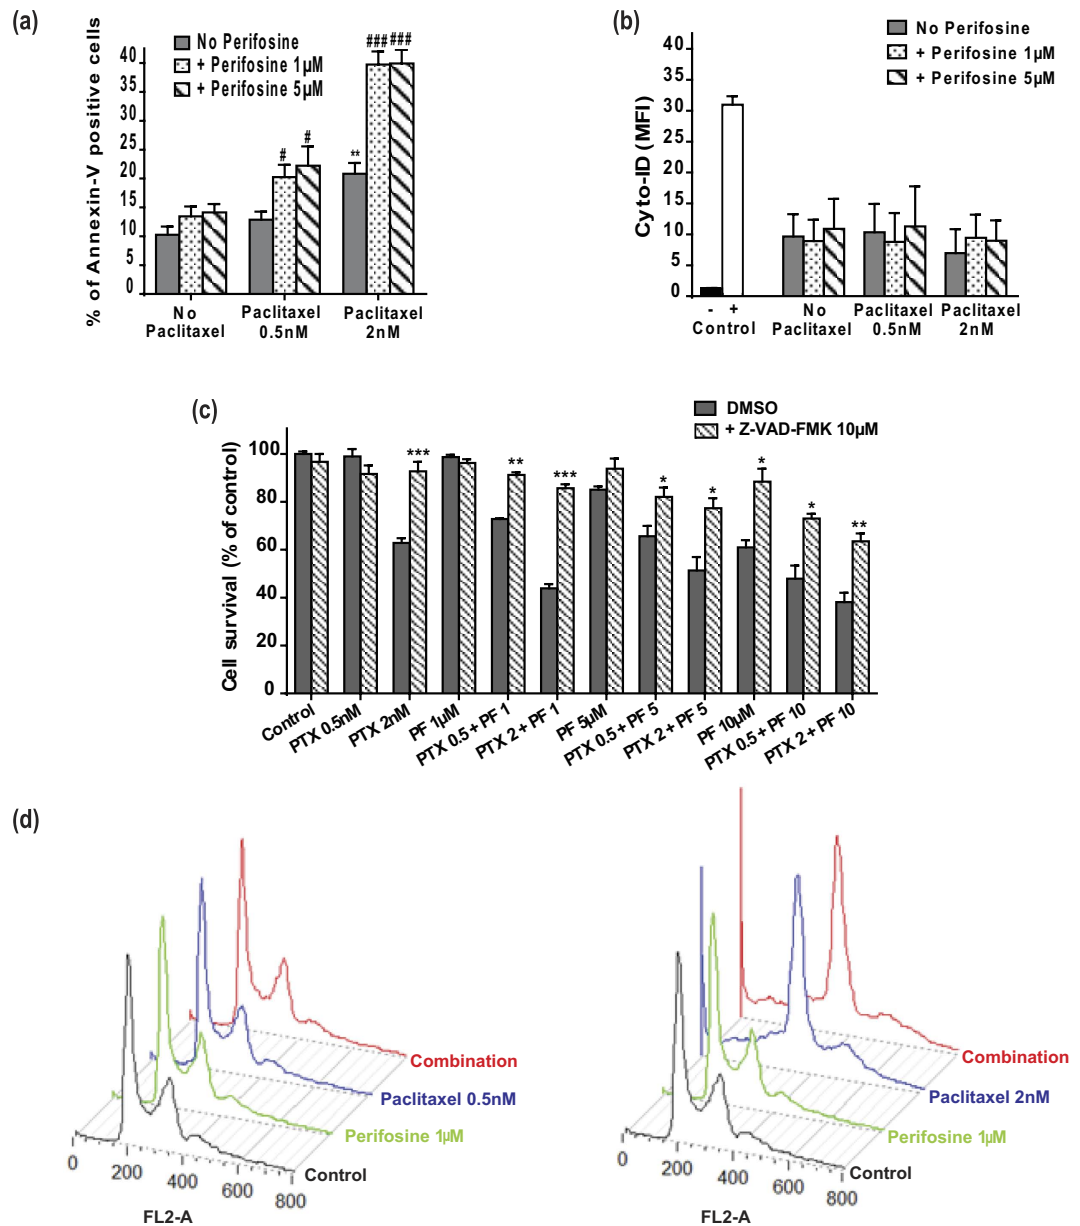 (a)
% of Annexin-V positive cells
40
35
30
25
20
15
10
5
0
No Perifosine
+ Perifosine 1µM
+ Perifosine 5µM
# # ** ### ###
No Paclitaxel
Paclitaxel 0.5nM
Paclitaxel 2nM
(b)
Cyto-ID (MFI)
40
35
30
25
20
15
10
5
0
No Perifosine
+ Perifosine 1µM
+ Perifosine 5µM
- +
Control
No Paclitaxel
Paclitaxel 0.5nM
Paclitaxel 2nM
(c)
Cell survival (% of control)
100
80
60
40
20
0
DMSO
+ Z-VAD-FMK 10µM
*** ** *** * * * * **
Control
PTX 0.5nM
PTX 2nM
PF 1µM
PTX 0.5 + PF 1
PTX 2 + PF 1
PF 5µM
PTX 0.5 + PF 5
PTX 2 + PF 5
PF 10µM
PTX 0.5 + PF 10
PTX 2 + PF 10
(d)
Combination
Paclitaxel 0.5nM
Perifosine 1µM
Control
0 200 400 600 800
FL2-A
Combination
Paclitaxel 2nM
Perifosine 1µM
Control
0 200 400 600 800
FL2-A